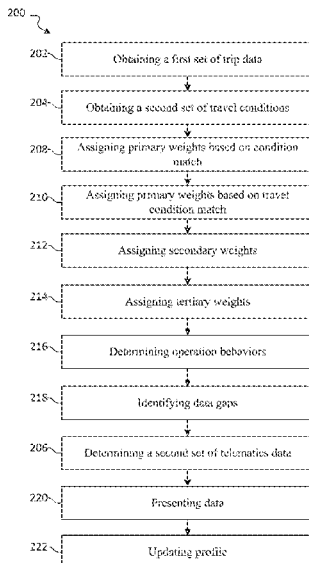 200
202
Obtaining a first set of trip data
204
Obtaining a second set of travel conditions
208
Assigning primary weights based on condition
match
210
Assigning primary weights based on travel
condition match
212
Assigning secondary weights
214
Assigning tertiary weights
216
Determining operation behaviors
218
Identifying data gaps
206
Determining a second set of telematics data
220
Presenting data
222
Updating profile